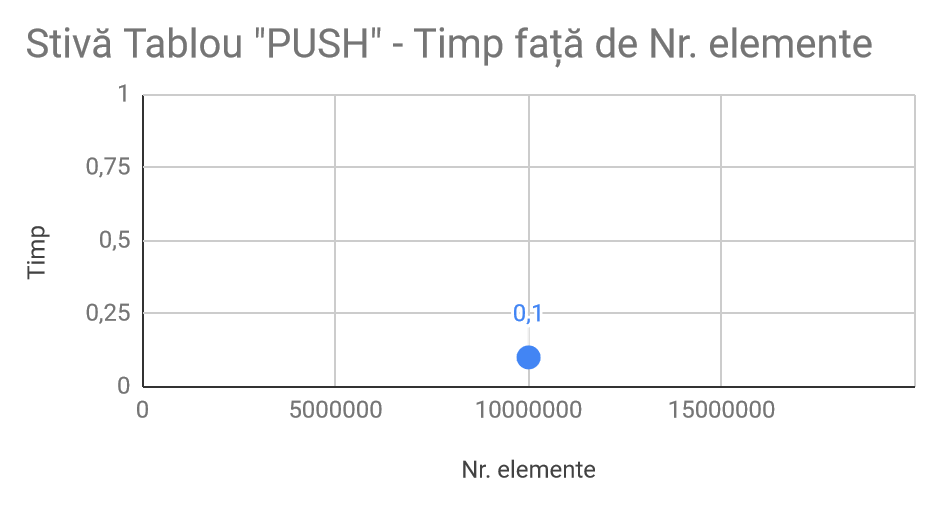 Stivă Tablou "PUSH" - Timp față de Nr. elemente
1
0,75
0,5
0,25
0
Timp
0,1
0 5000000 10000000 15000000
Nr. elemente